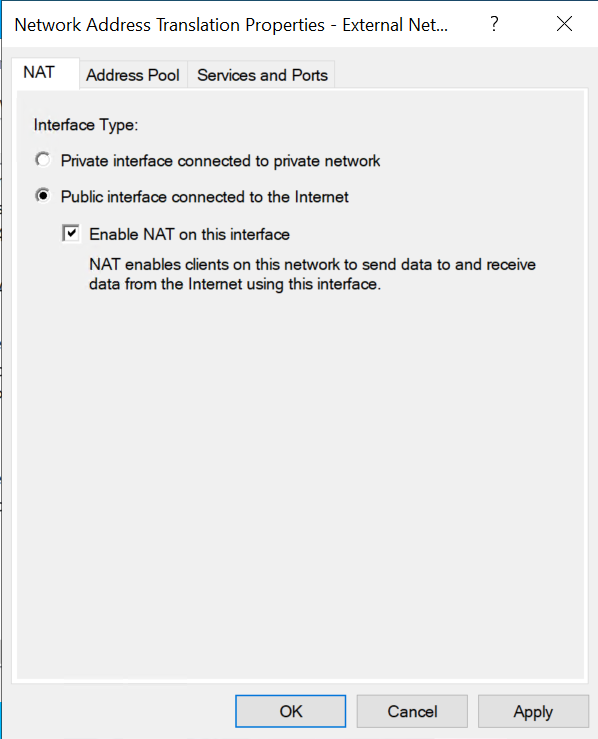 Network Address Translation Properties - External Net...
?
NAT
Address Pool
Services and Ports
Interface Type:
Private interface connected to private network
Public interface connected to the Internet
Enable NAT on this interface
NAT enables clients on this network to send data to and receive
data from the Internet using this interface.
OK
Cancel
Apply